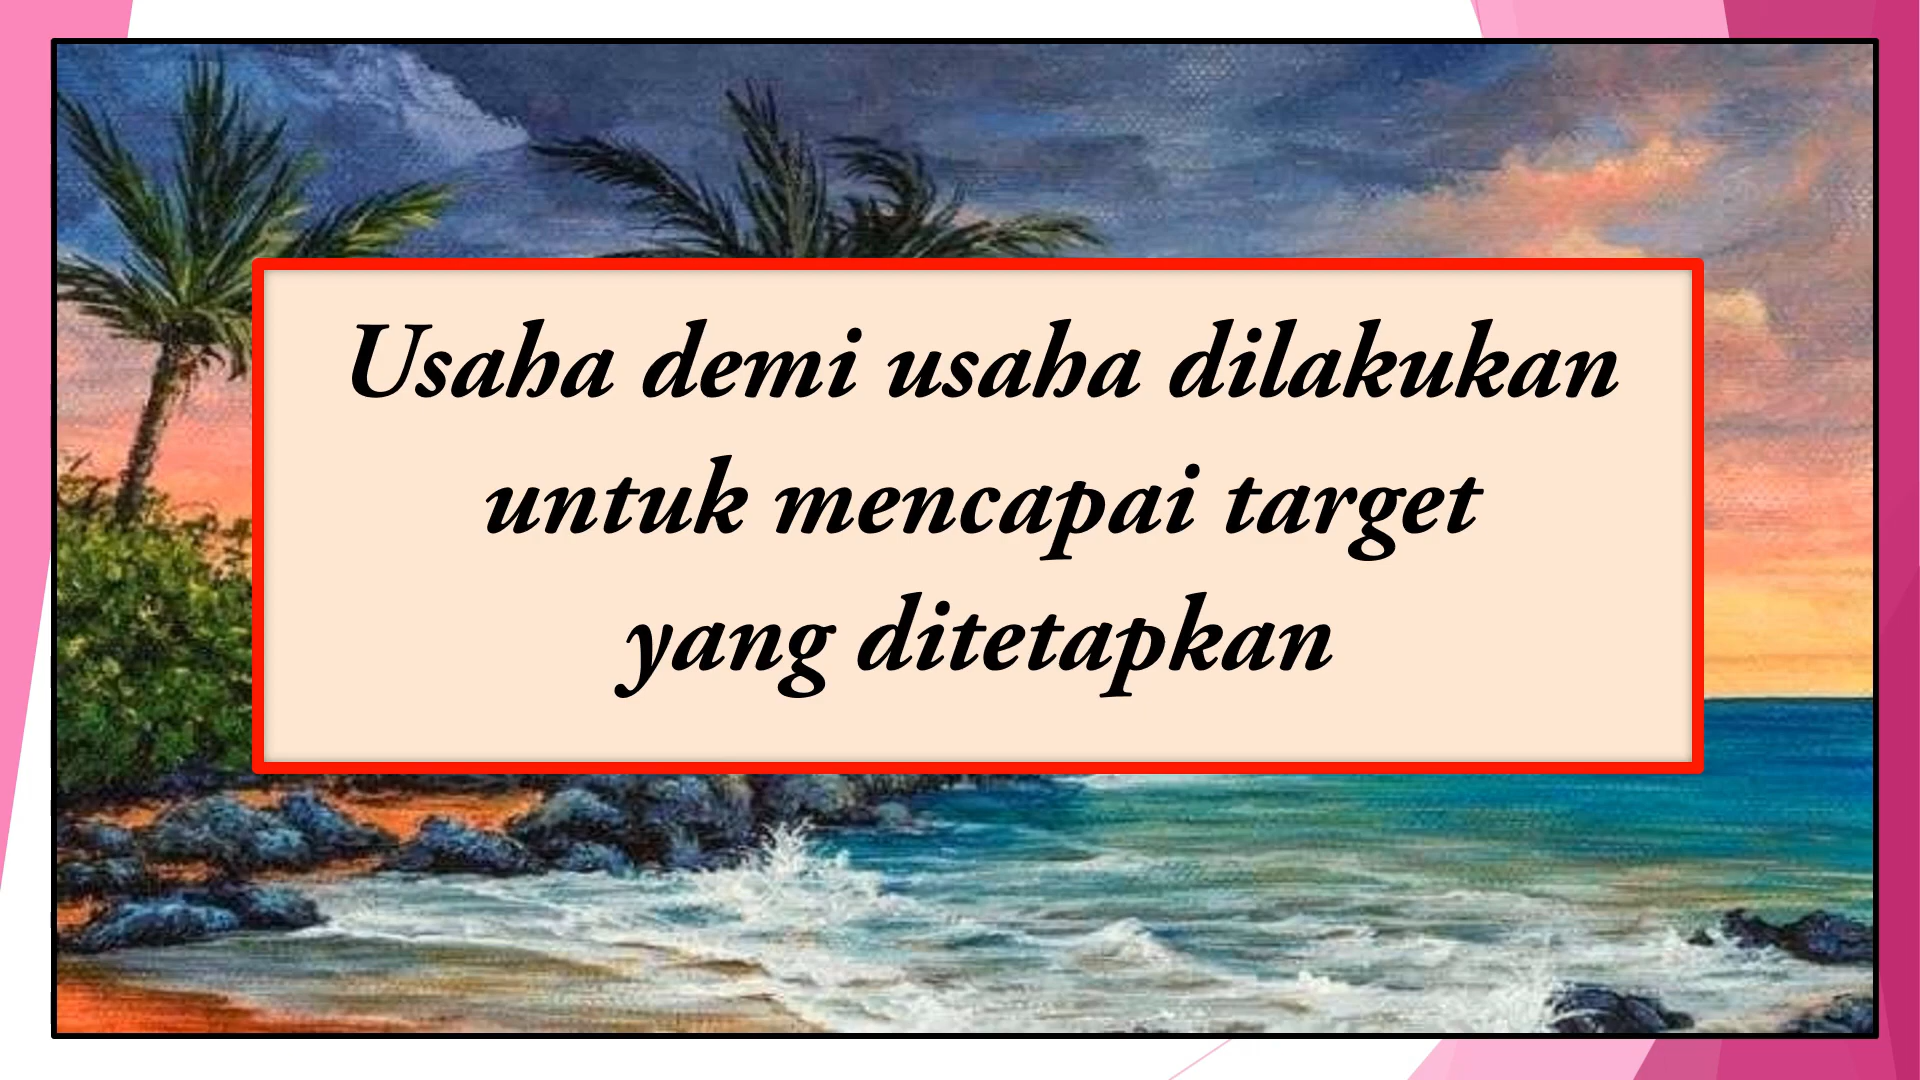 Usaha demi usaha dilakukan
untuk mencapai target
yang ditetapkan